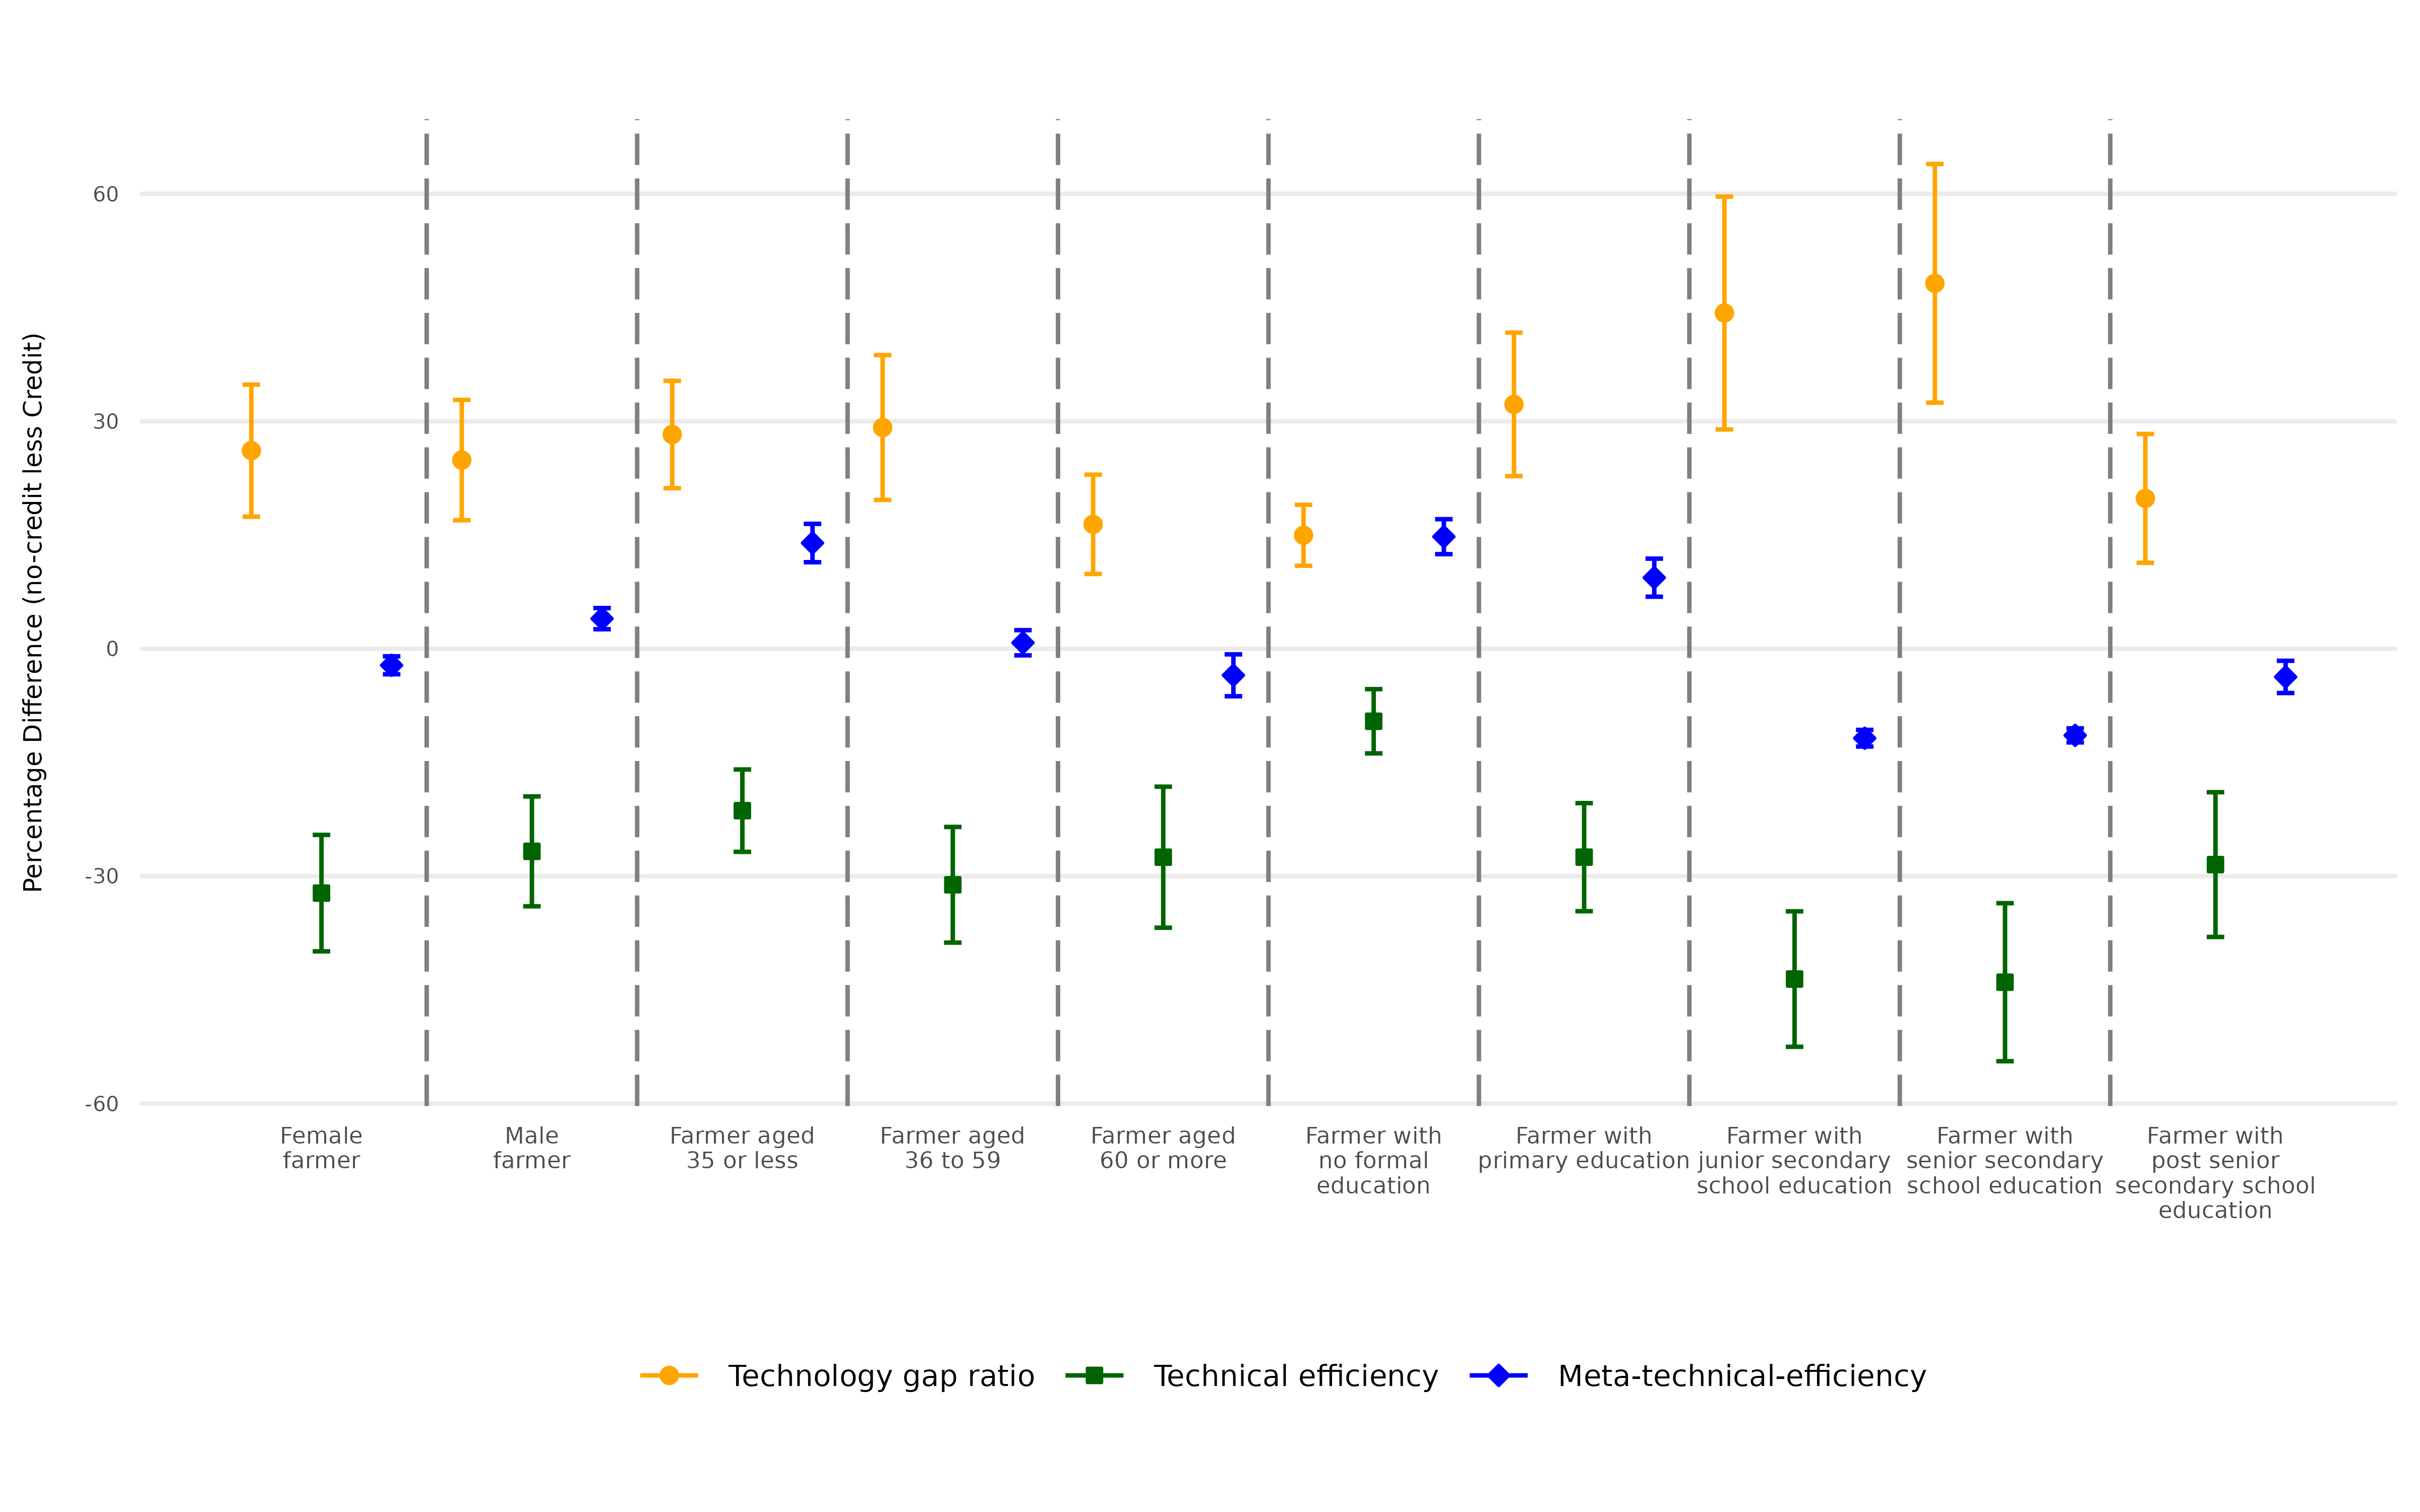 Percentage Difference (no-credit less Credit)
60
30
0
-30
-60
Female
farmer
Male
farmer
Farmer aged
35 or less
Farmer aged
36 to 59
Farmer aged
60 or more
Farmer with
no formal
education
Farmer with
primary education
Farmer with
junior secondary
school education
Farmer with
senior secondary
school education
Farmer with
post senior
secondary school
education
Technology gap ratio
Technical efficiency
Meta-technical-efficiency